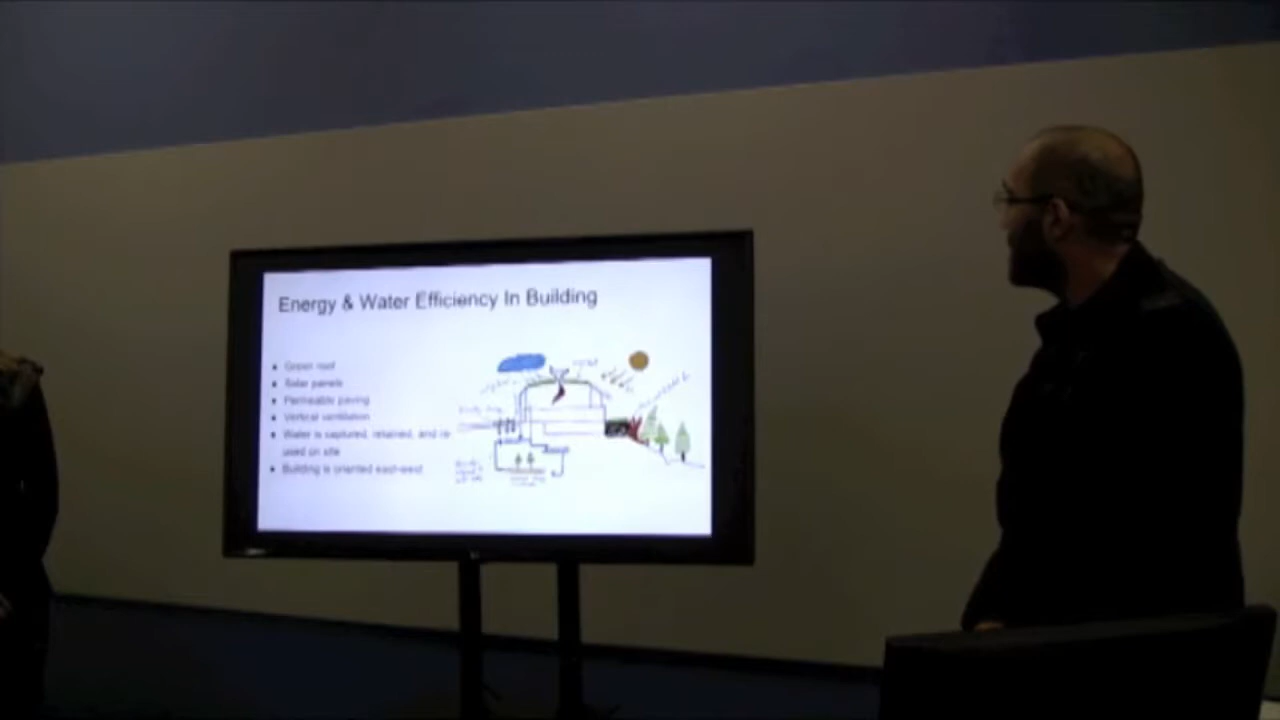 Energy & Water Efficiency In Building
• Green roof
• Solar panels
• Permeable paving
• Vertical ventilation
• Water is captured, retained, and re
used on site
• Building is oriented east-west